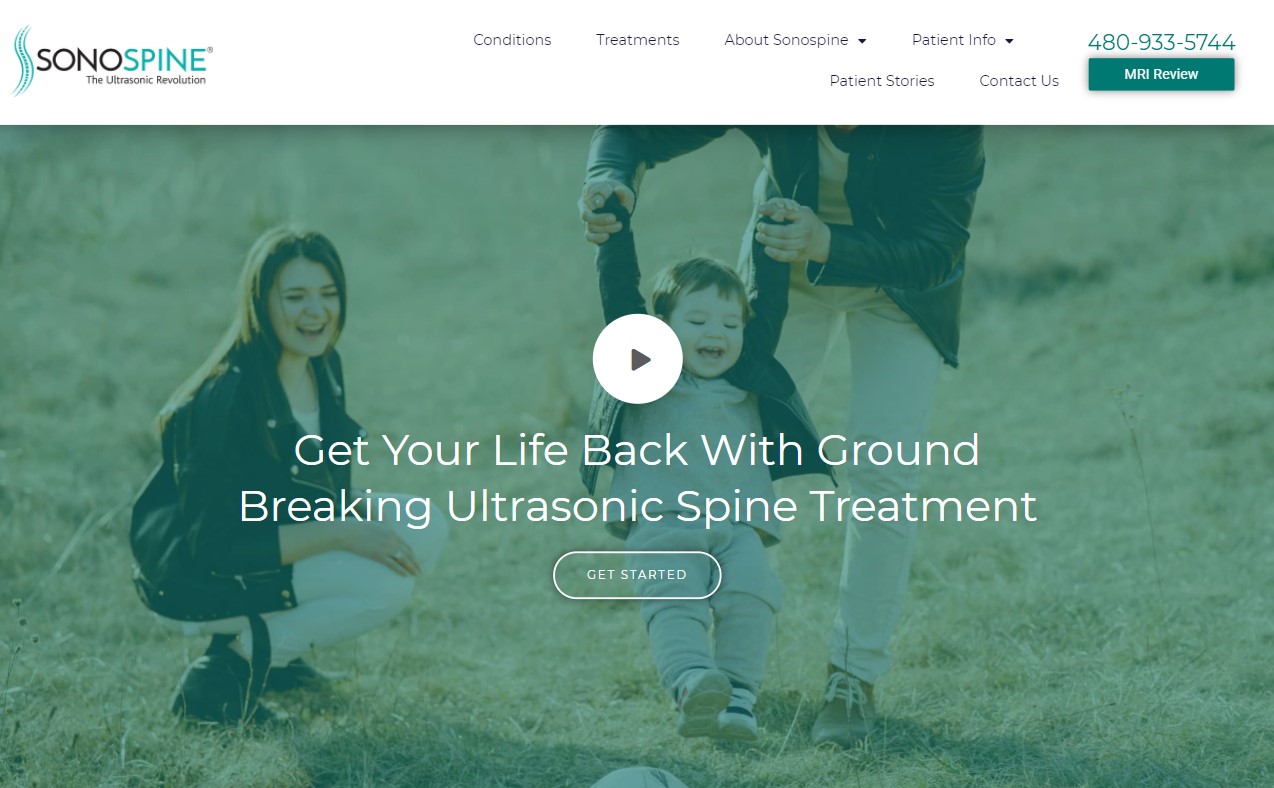 SONOSPINE®
The Ultrasonic Revolution
Conditions
Treatments
About Sonospine
Patient Info
Patient Stories
Contact Us
480-933-5744
MRI Review
Get Your Life Back With Ground
Breaking Ultrasonic Spine Treatment
GET STARTED